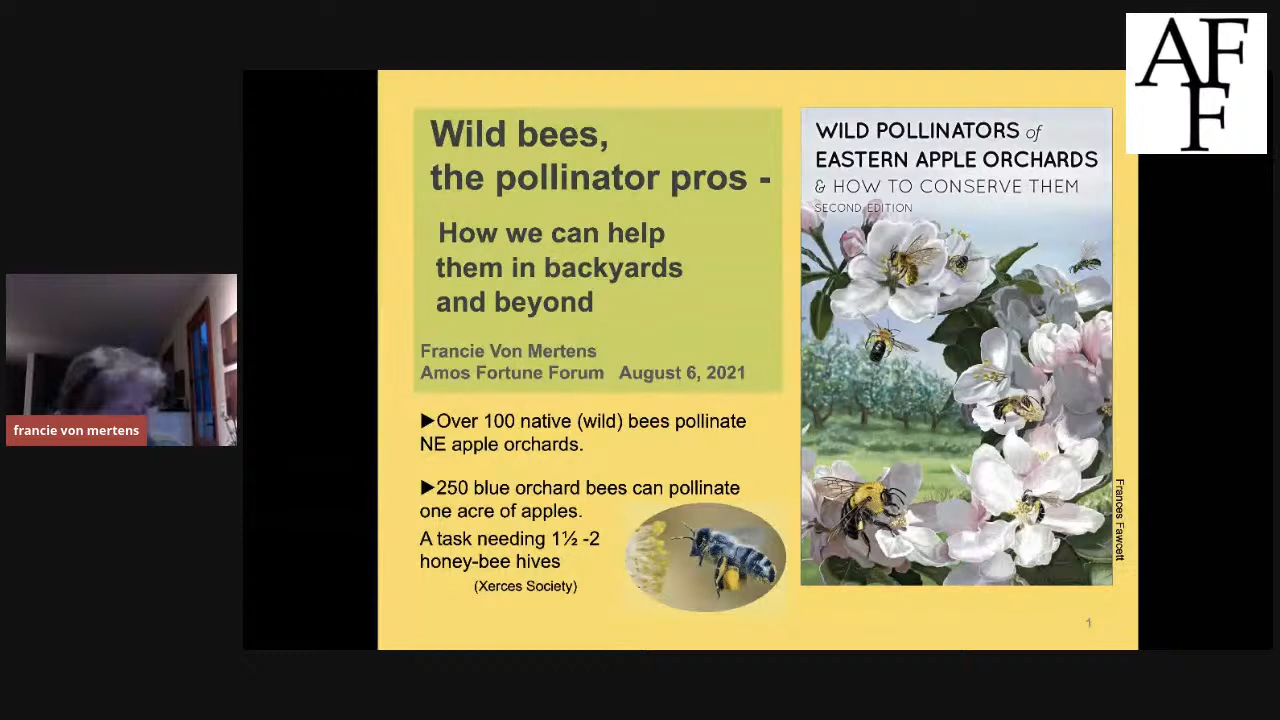 AFF
Wild bees,
the pollinator pros -
How we can help
them in backyards
and beyond
Francie Von Mertens
Amos Fortune Forum August 6, 2021
▶Over 100 native (wild) bees pollinate
NE apple orchards.
▶250 blue orchard bees can pollinate
one acre of apples.
A task needing 1½ -2
honey-bee hives
(Xerces Society)
WILD POLLINATORS of
EASTERN APPLE ORCHARDS
& HOW TO CONSERVE THEM
SECOND EDITION
Frances Fawcett
1
francie von mertens